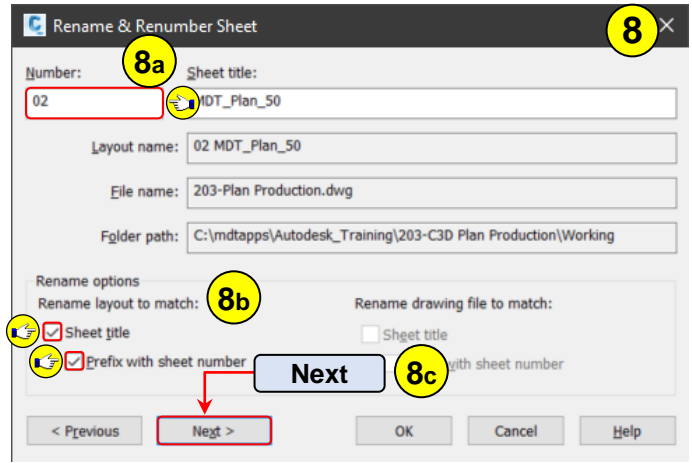 Rename & Renumber Sheet
8
8a
Number:
Sheet title:
02
MDT_Plan_50
Layout name:
02 MDT_Plan_50
File name:
203-Plan Production.dwg
Folder path:
C:\mdtapps\Autodesk_Training\203-C3D Plan Production\Working
Rename options
Rename layout to match:
8b
Rename drawing file to match:
Sheet title
Sheet title
Prefix with sheet number
Next
8c
with sheet number
< Previous
Next >
OK
Cancel
Help